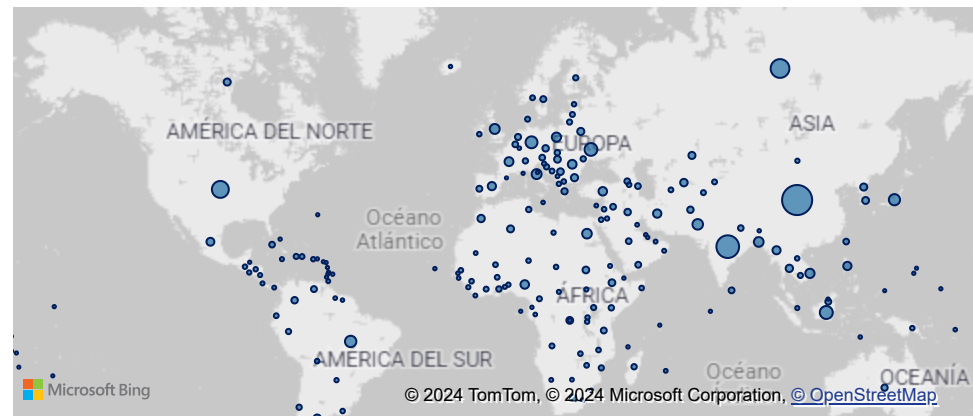 AMÉRICA DEL NORTE
EUROPA
ASIA
Océano
Atlántico
ÁFRICA
AMÉRICA DEL SUR
Océano
Índico
OCEANÍA
Microsoft Bing
© 2024 TomTom, © 2024 Microsoft Corporation, © OpenStreetMap